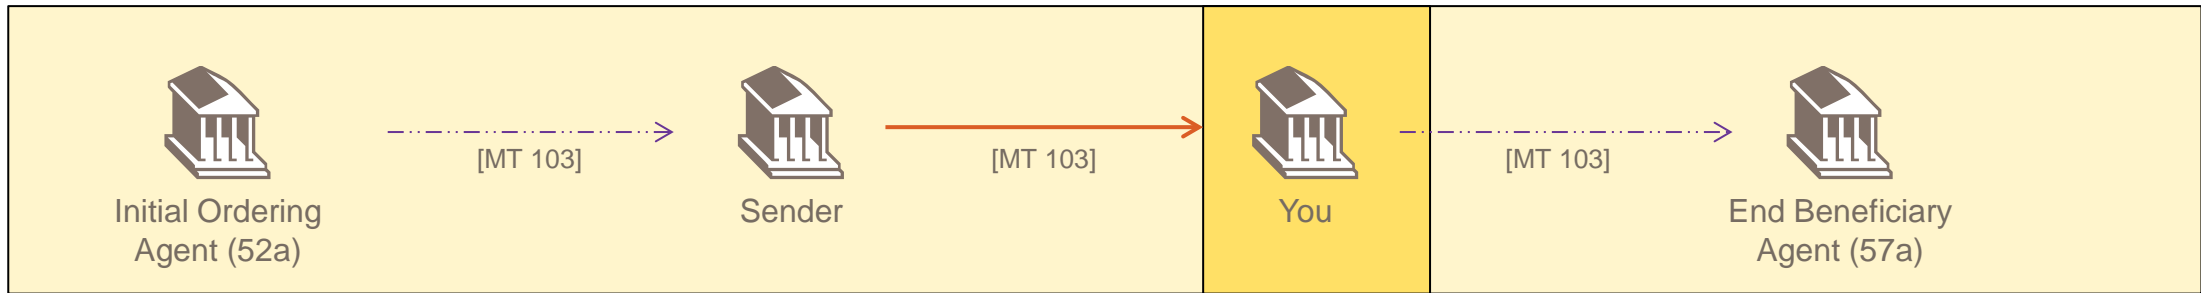 [MT 103]
[MT 103]
[MT 103]
Initial Ordering
Agent (52a)
Sender
You
End Beneficiary
Agent (57a)